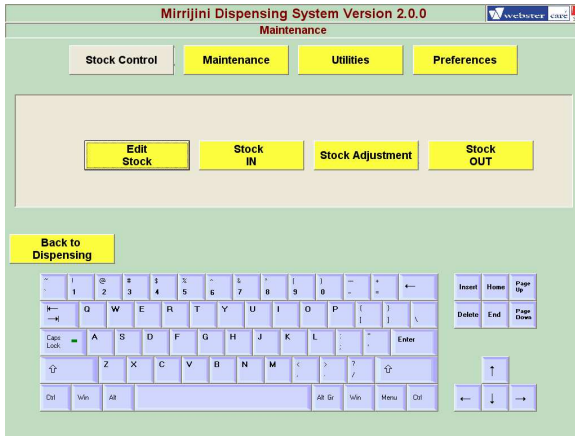 Mirrijini Dispensing System Version 2.0.0
webster care
Maintenance
Stock Control Maintenance Utilities Preferences
Edit Stock Stock
Stock IN Stock Adjustment OUT
Back to
Dispensing
~ ! @ # $ % ^ & * ( ) _ +
` 1 2 3 4 5 6 7 8 9 0 - = ← Insert Home Page Up
Q W E R T Y U I O P { }
[ ] \ Delete End Page Down
Caps Lock A S D F G H J K L : " Enter
; '
⇧ Z X C V B N M < > ? ⇧ ↑
, . /
Ctrl Win Alt Alt Gr Win Menu Ctrl ← ↓ →